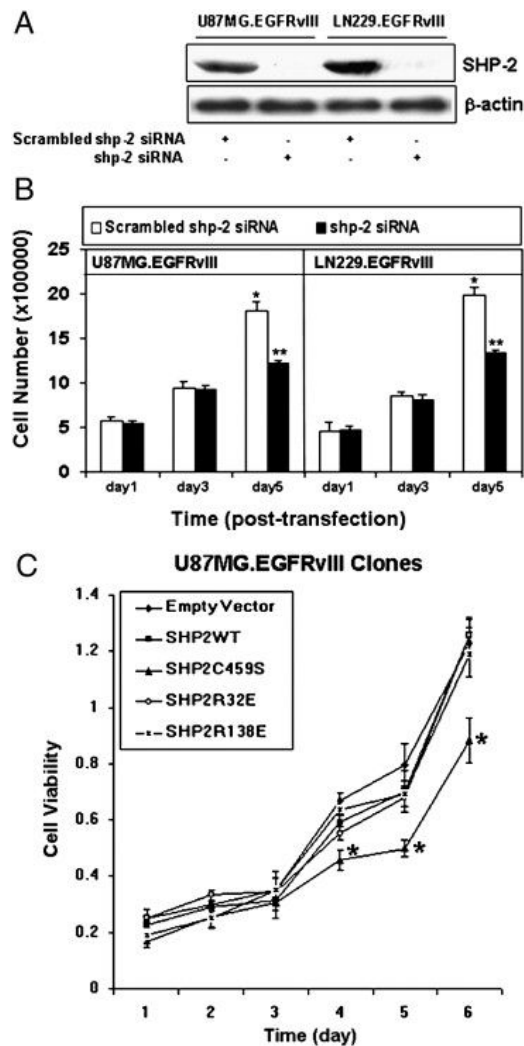 A
U87MG.EGFRvIII LN229.EGFRvIII
SHP-2
β-actin
Scrambled shp-2 siRNA + - + -
shp-2 siRNA - + - +
B
Scrambled shp-2 siRNA shp-2 siRNA
U87MG.EGFRvIII LN229.EGFRvIII
Cell Number (x100000)
25
20
15
10
5
0
* ** * **
day1 day3 day5 day1 day3 day5
Time (post-transfection)
C
U87MG.EGFRvIII Clones
Empty Vector
SHP2WT
SHP2C459S
SHP2R32E
SHP2R138E
Cell Viability
1.4
1.2
1
0.8
0.6
0.4
0.2
0
* * *
1 2 3 4 5 6
Time (day)